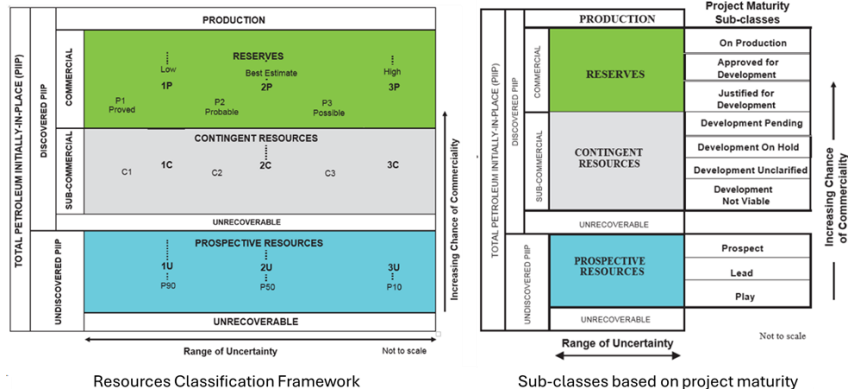 PRODUCTION
TOTAL PETROLEUM INITIALLY-IN-PLACE (PIIP)
DISCOVERED PIIP
COMMERCIAL
RESERVES
Low
Best Estimate
High
1P
2P
3P
P1
Proved
P2
Probable
P3
Possible
SUB-COMMERCIAL
CONTINGENT RESOURCES
1C
2C
3C
C1
C2
C3
UNRECOVERABLE
UNDISCOVERED PIIP
PROSPECTIVE RESOURCES
1U
2U
3U
P90
P50
P10
UNRECOVERABLE
Increasing Chance of Commerciality
Range of Uncertainty
Not to scale
Resources Classification Framework
Project Maturity
Sub-classes
PRODUCTION
TOTAL PETROLEUM INITIALLY-IN-PLACE (PIIP)
DISCOVERED PIIP
COMMERCIAL
RESERVES
On Production
Approved for
Development
Justified for
Development
SUB-COMMERCIAL
CONTINGENT
RESOURCES
Development Pending
Development On Hold
Development Unclarified
Development
Not Viable
UNRECOVERABLE
UNDISCOVERED PIIP
PROSPECTIVE
RESOURCES
Prospect
Lead
Play
UNRECOVERABLE
Increasing Chance
of Commerciality
Range of Uncertainty
Not to scale
Sub-classes based on project maturity